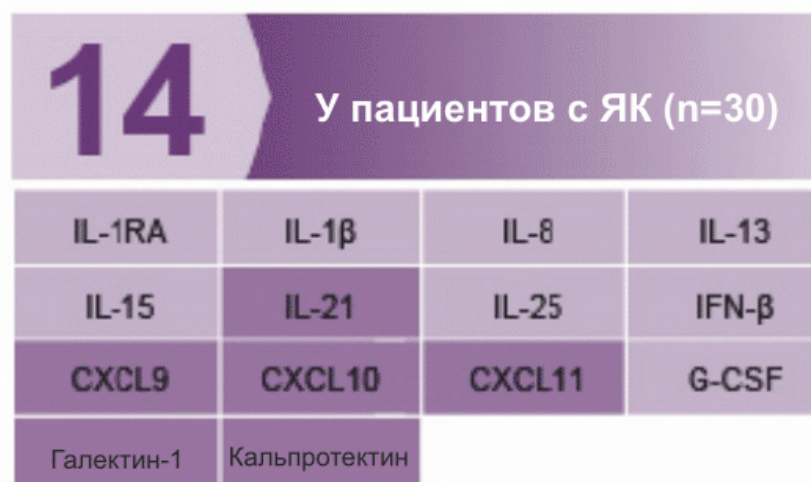 14
У пациентов с ЯК (n=30)
IL-1RA IL-1β IL-8 IL-13
IL-15 IL-21 IL-25 IFN-β
CXCL9 CXCL10 CXCL11 G-CSF
Галектин-1 Кальпротектин